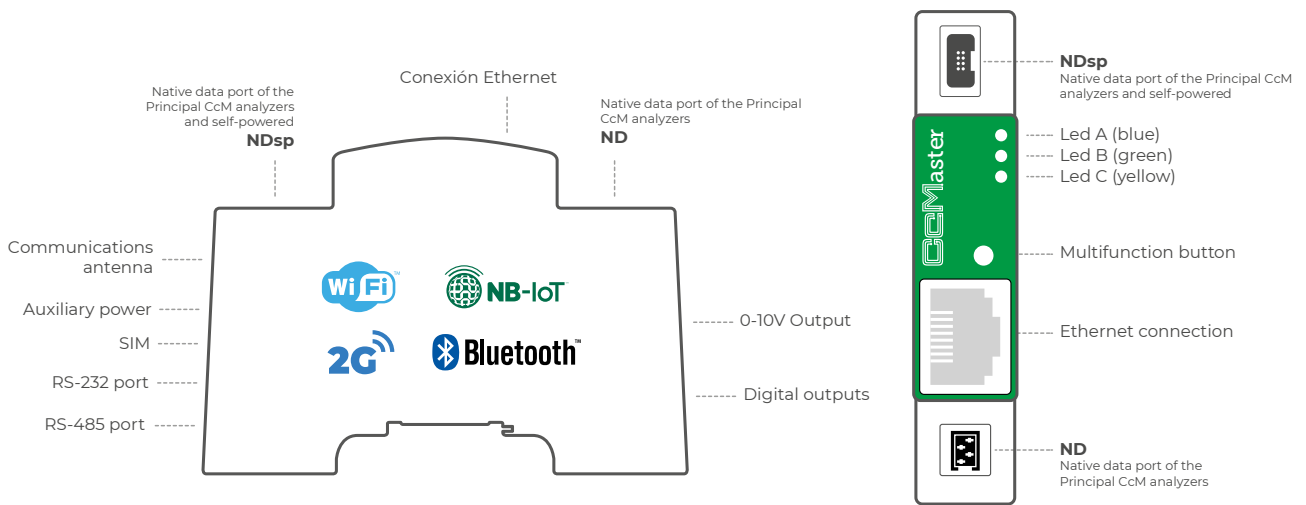 Conexión Ethernet
Native data port of the
Principal CcM analyzers
and self-powered
NDsp
Native data port of the Principal
CcM analyzers
ND
Communications
antenna
Auxiliary power
SIM
RS-232 port
RS-485 port
WiFi™
NB-IoT
2G
Bluetooth™
0-10V Output
Digital outputs
NDsp
Native data port of the Principal CcM
analyzers and self-powered
CcMaster
Led A (blue)
Led B (green)
Led C (yellow)
Multifunction button
Ethernet connection
ND
Native data port of the
Principal CcM analyzers